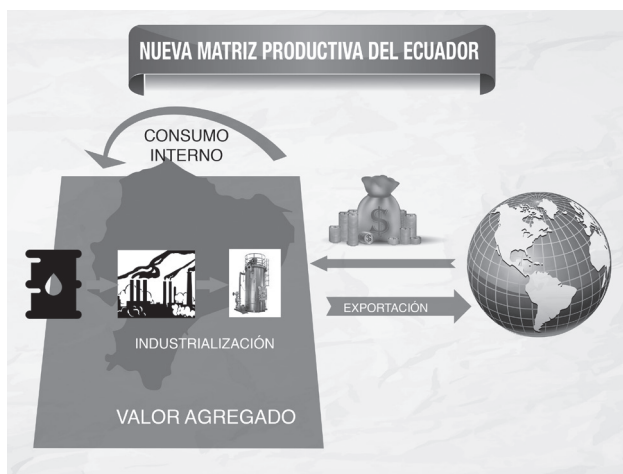 NUEVA MATRIZ PRODUCTIVA DEL ECUADOR
CONSUMO
INTERNO
$
EXPORTACIÓN
INDUSTRIALIZACIÓN
VALOR AGREGADO